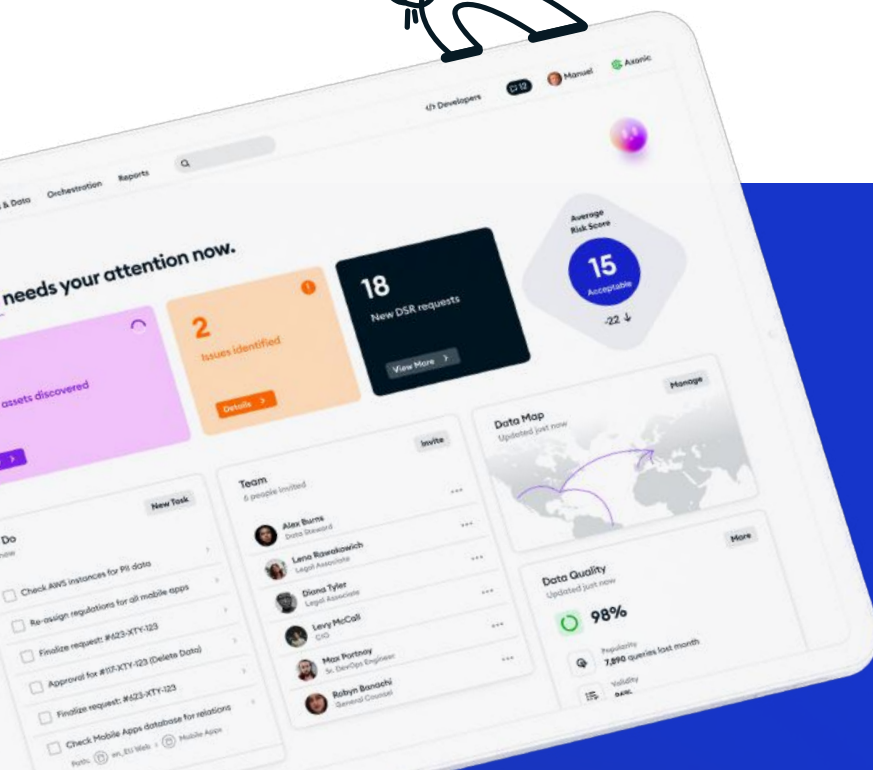 </> Developers
12
Manuel
Axonic
& Data
Orchestration
Reports
needs your attention now.
assets discovered
2
Issues identified
Details
18
New DSR requests
View More
Average
Risk Score
15
Acceptable
-22
Do
now
New Task
Check AWS instances for PII data
Re-assign regulations for all mobile apps
Finalize request: #623-XTY-123
Approval for #117-XTY-123 (Delete Data)
Finalize request: #623-XTY-123
Check Mobile Apps database for relations
Path:
en_EU Web
Mobile Apps
Team
6 people invited
Invite
Alex Burns
Data Steward
Lena Rawakowich
Legal Associate
Diana Tyler
Legal Associate
Levy McCall
CIO
Max Portnoy
Sr. DevOps Engineer
Robyn Banachi
General Counsel
Data Map
Updated just now
Manage
Data Quality
Updated just now
More
98%
Popularity
7,890 queries last month
Validity